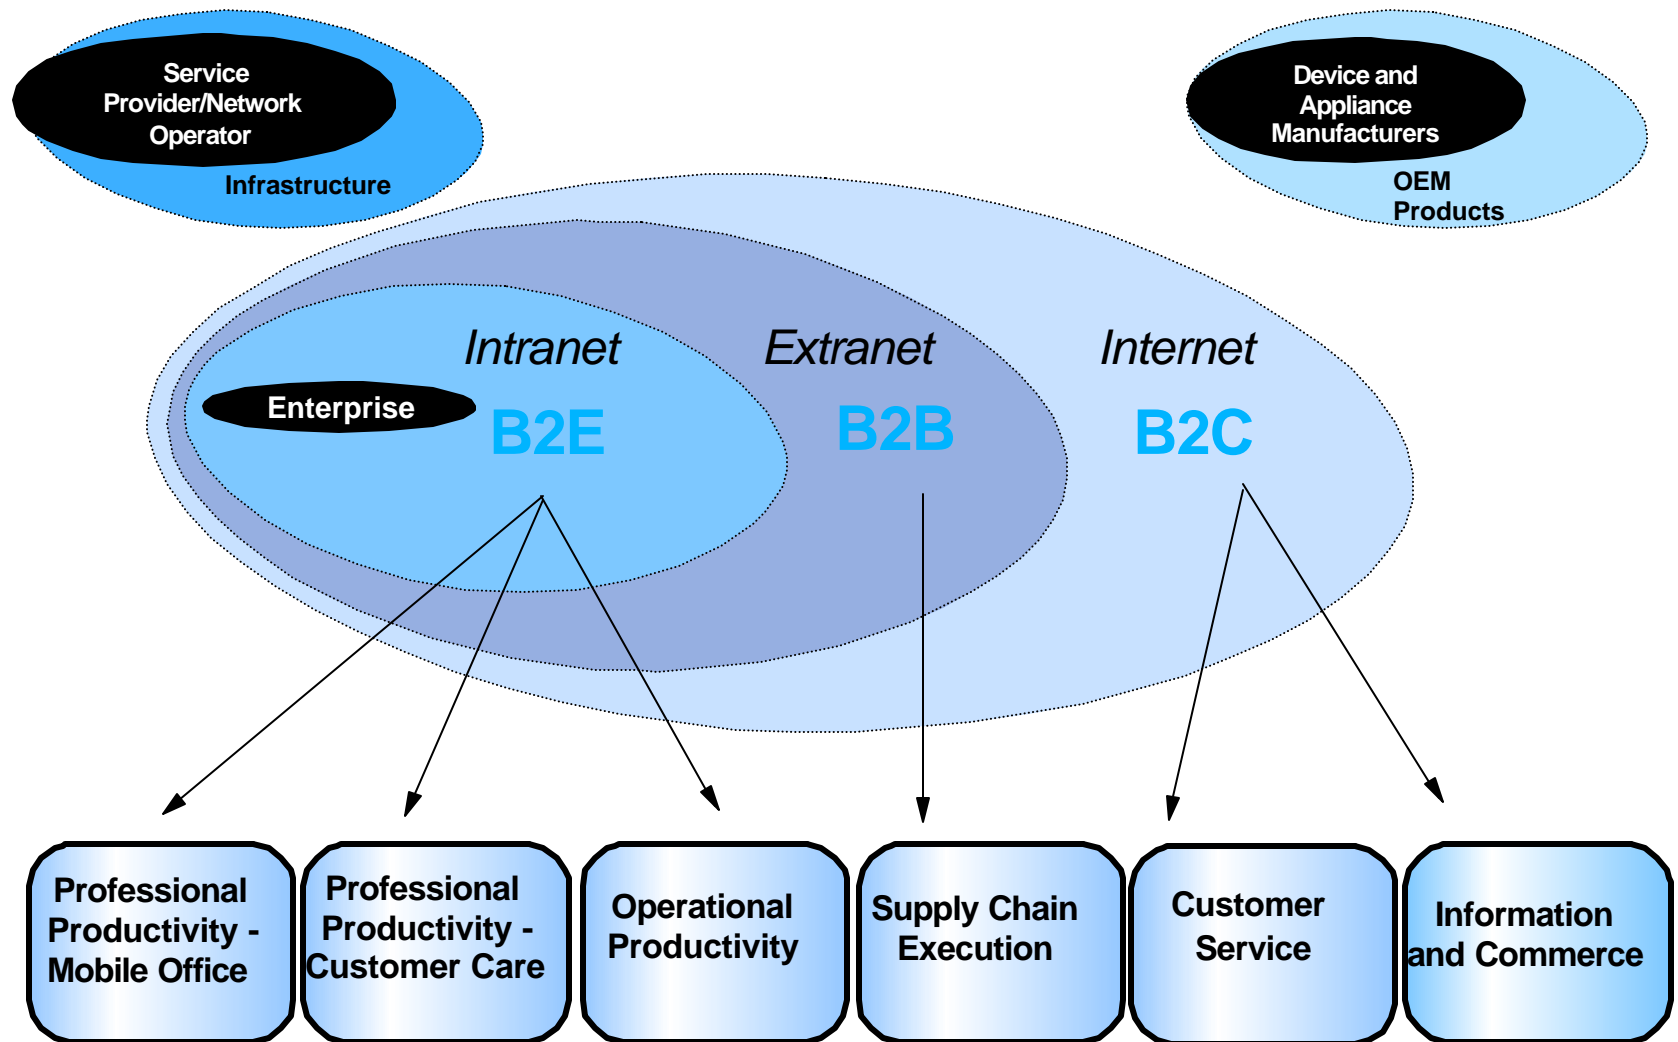 Service
Provider/Network
Operator
Infrastructure
Device and
Appliance
Manufacturers
OEM
Products
Intranet
Extranet
Internet
Enterprise
B2E
B2B
B2C
Professional
Productivity -
Mobile Office
Professional
Productivity -
Customer Care
Operational
Productivity
Supply Chain
Execution
Customer
Service
Information
and Commerce